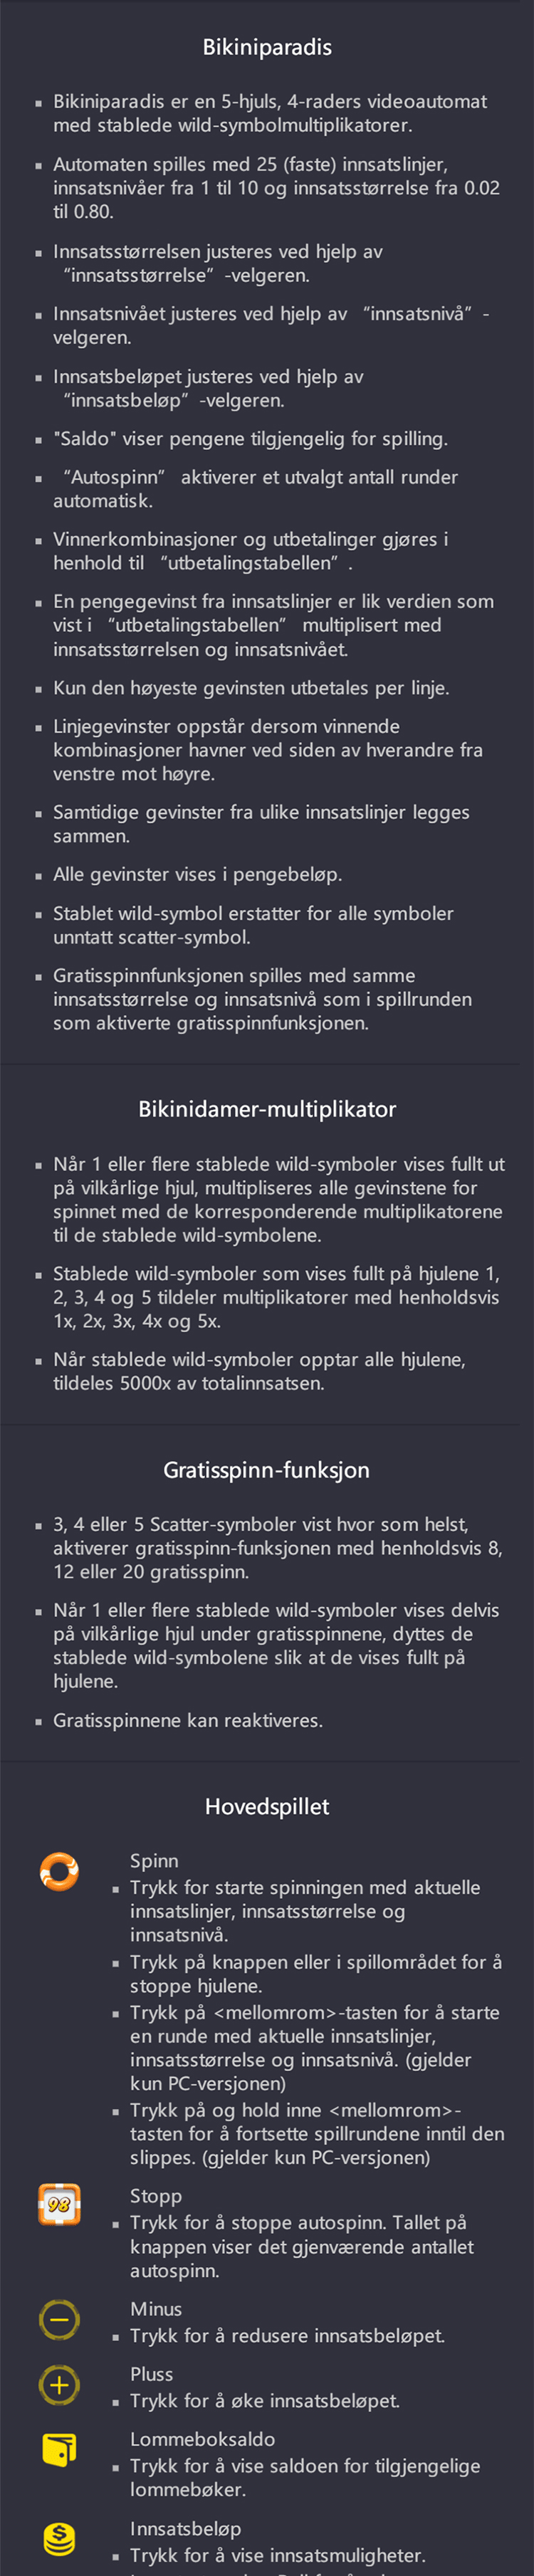 Bikiniparadis
▪ Bikiniparadis er en 5-hjuls, 4-raders videoautomat
med stablede wild-symbolmultiplikatorer.
▪ Automaten spilles med 25 (faste) innsatslinjer,
innsatsnivåer fra 1 til 10 og innsatsstørrelse fra 0.02
til 0.80.
▪ Innsatsstørrelsen justeres ved hjelp av
“innsatsstørrelse” -velgeren.
▪ Innsatsnivået justeres ved hjelp av “innsatsnivå” -
velgeren.
▪ Innsatsbeløpet justeres ved hjelp av
“innsatsbeløp” -velgeren.
▪ "Saldo" viser pengene tilgjengelig for spilling.
▪ “Autospinn” aktiverer et utvalgt antall runder
automatisk.
▪ Vinnerkombinasjoner og utbetalinger gjøres i
henhold til “utbetalingstabellen” .
▪ En pengegevinst fra innsatslinjer er lik verdien som
vist i “utbetalingstabellen” multiplisert med
innsatsstørrelsen og innsatsnivået.
▪ Kun den høyeste gevinsten utbetales per linje.
▪ Linjegevinster oppstår dersom vinnende
kombinasjoner havner ved siden av hverandre fra
venstre mot høyre.
▪ Samtidige gevinster fra ulike innsatslinjer legges
sammen.
▪ Alle gevinster vises i pengebeløp.
▪ Stablet wild-symbol erstatter for alle symboler
unntatt scatter-symbol.
▪ Gratisspinnfunksjonen spilles med samme
innsatsstørrelse og innsatsnivå som i spillrunden
som aktiverte gratisspinnfunksjonen.
Bikinidamer-multiplikator
▪ Når 1 eller flere stablede wild-symboler vises fullt ut
på vilkårlige hjul, multipliseres alle gevinstene for
spinnet med de korresponderende multiplikatorene
til de stablede wild-symbolene.
▪ Stablede wild-symboler som vises fullt på hjulene 1,
2, 3, 4 og 5 tildeler multiplikatorer med henholdsvis
1x, 2x, 3x, 4x og 5x.
▪ Når stablede wild-symboler opptar alle hjulene,
tildeles 5000x av totalinnsatsen.
Gratisspinn-funksjon
▪ 3, 4 eller 5 Scatter-symboler vist hvor som helst,
aktiverer gratisspinn-funksjonen med henholdsvis 8,
12 eller 20 gratisspinn.
▪ Når 1 eller flere stablede wild-symboler vises delvis
på vilkårlige hjul under gratisspinnene, dyttes de
stablede wild-symbolene slik at de vises fullt på
hjulene.
▪ Gratisspinnene kan reaktiveres.
Hovedspillet
Spinn
▪ Trykk for starte spinningen med aktuelle
innsatslinjer, innsatsstørrelse og
innsatsnivå.
▪ Trykk på knappen eller i spillområdet for å
stoppe hjulene.
▪ Trykk på <mellomrom>-tasten for å starte
en runde med aktuelle innsatslinjer,
innsatsstørrelse og innsatsnivå. (gjelder
kun PC-versjonen)
▪ Trykk på og hold inne <mellomrom>-
tasten for å fortsette spillrundene inntil den
slippes. (gjelder kun PC-versjonen)
98
Stopp
▪ Trykk for å stoppe autospinn. Tallet på
knappen viser det gjenværende antallet
autospinn.
Minus
▪ Trykk for å redusere innsatsbeløpet.
Pluss
▪ Trykk for å øke innsatsbeløpet.
Lommeboksaldo
▪ Trykk for å vise saldoen for tilgjengelige
lommebøker.
Innsatsbeløp
▪ Trykk for å vise innsatsmuligheter.